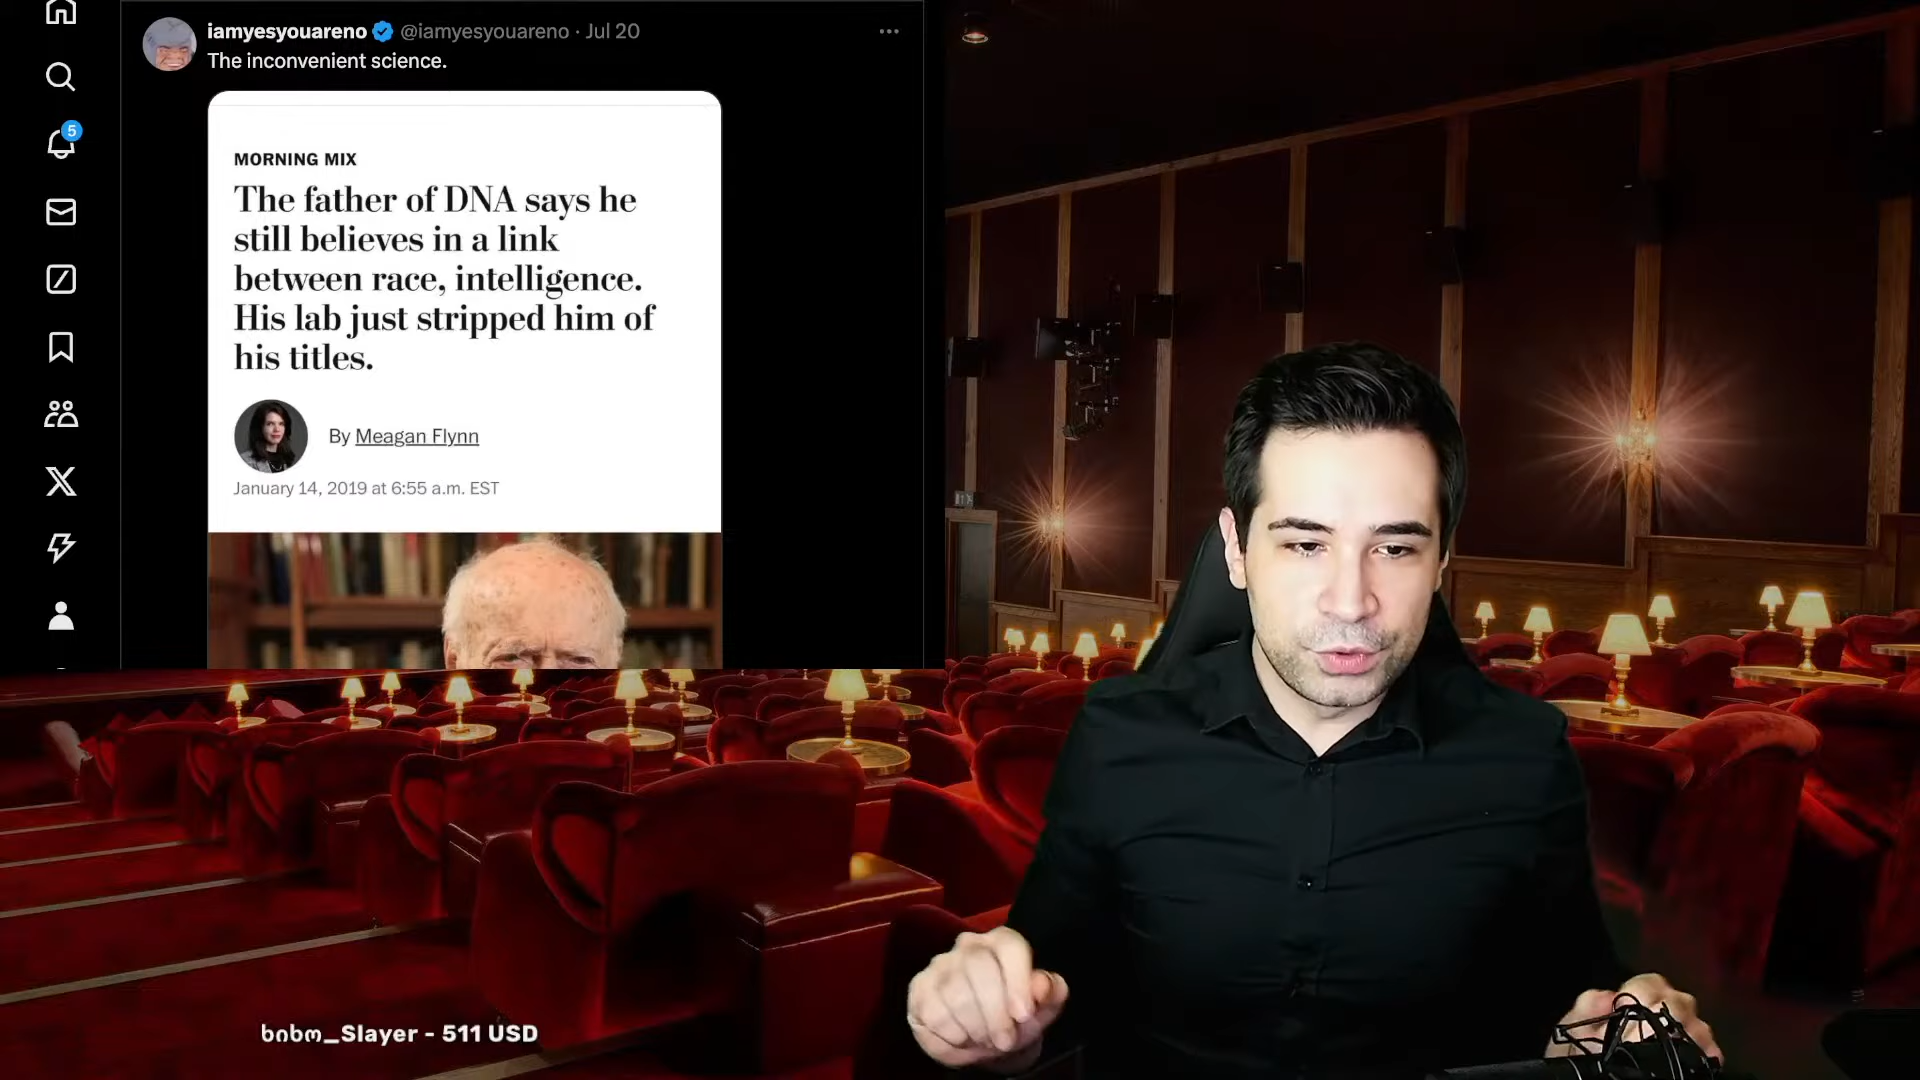 iamyesyouareno @iamyesyouareno · Jul 20
The inconvenient science.
5
MORNING MIX
The father of DNA says he
still believes in a link
between race, intelligence.
His lab just stripped him of
his titles.
By Meagan Flynn
January 14, 2019 at 6:55 a.m. EST
ხიხო_Slayer - 511 USD